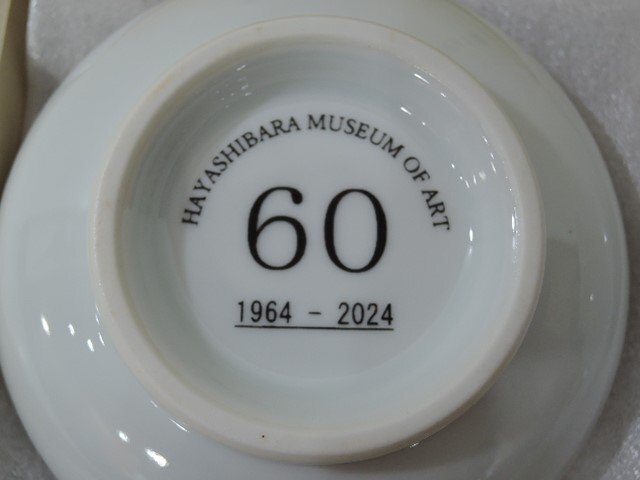 HAYASHIBARA MUSEUM OF ART
60
1964 - 2024